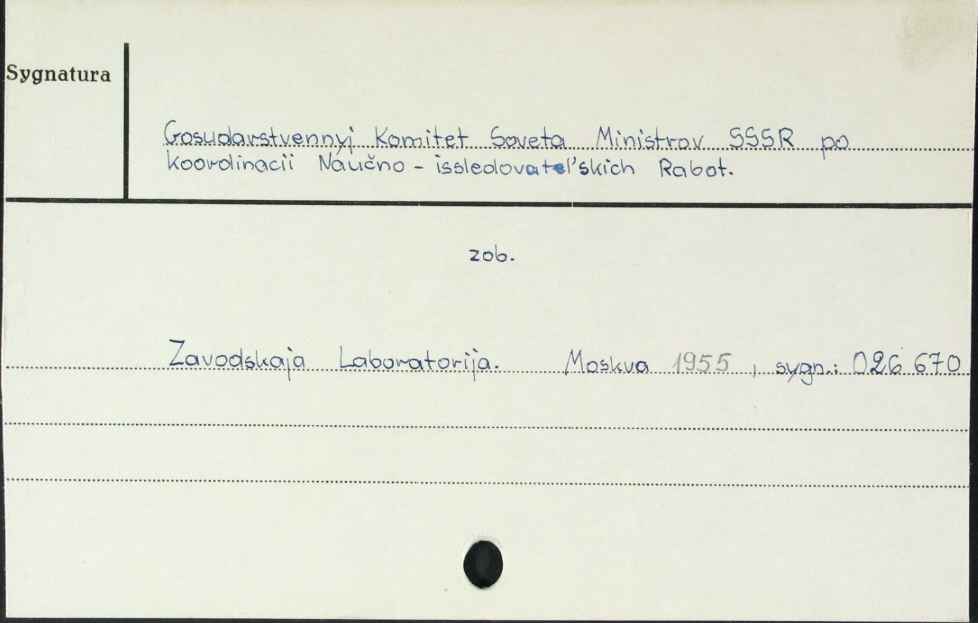 Sygnatura
Gosudarstvennyj Komitet Soveta Ministrov SSSR po
koordinacii Naučno - issledovatel'skich Rabot.
zob.
Zavodskaja Laboratorija. Moskva 1955, sygn.: 026 670